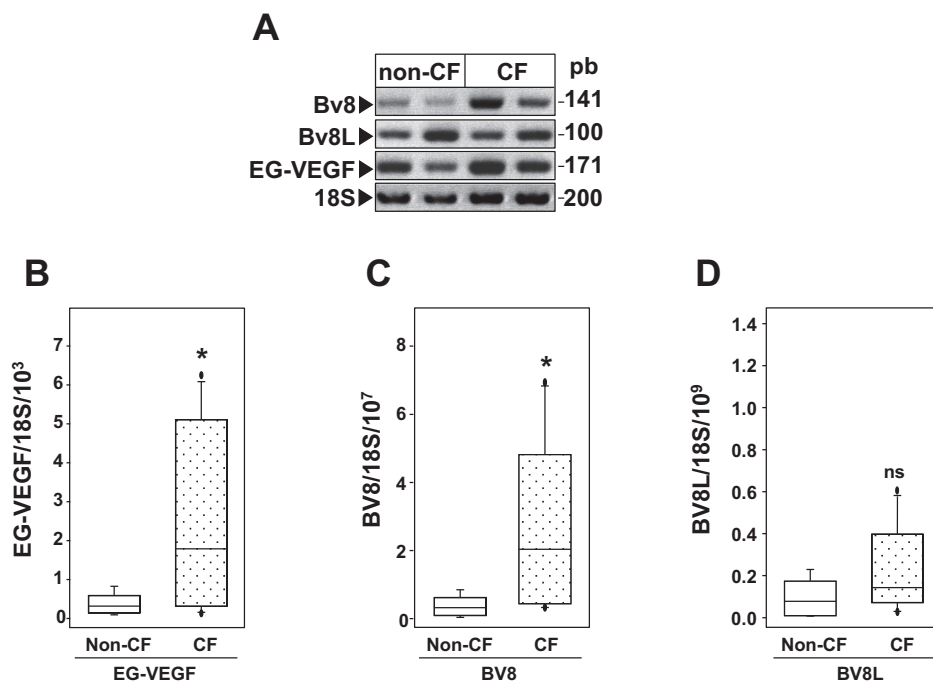 A
non-CF CF pb
Bv8 -141
Bv8L -100
EG-VEGF -171
18S -200
B
EG-VEGF/18S/10³
7
6
5
4
3
2
1
0
*
Non-CF CF
EG-VEGF
C
BV8/18S/10⁷
8
6
4
2
0
*
Non-CF CF
BV8
D
BV8L/18S/10⁹
1.4
1.2
1.0
0.8
0.6
0.4
0.2
0.0
ns
Non-CF CF
BV8L